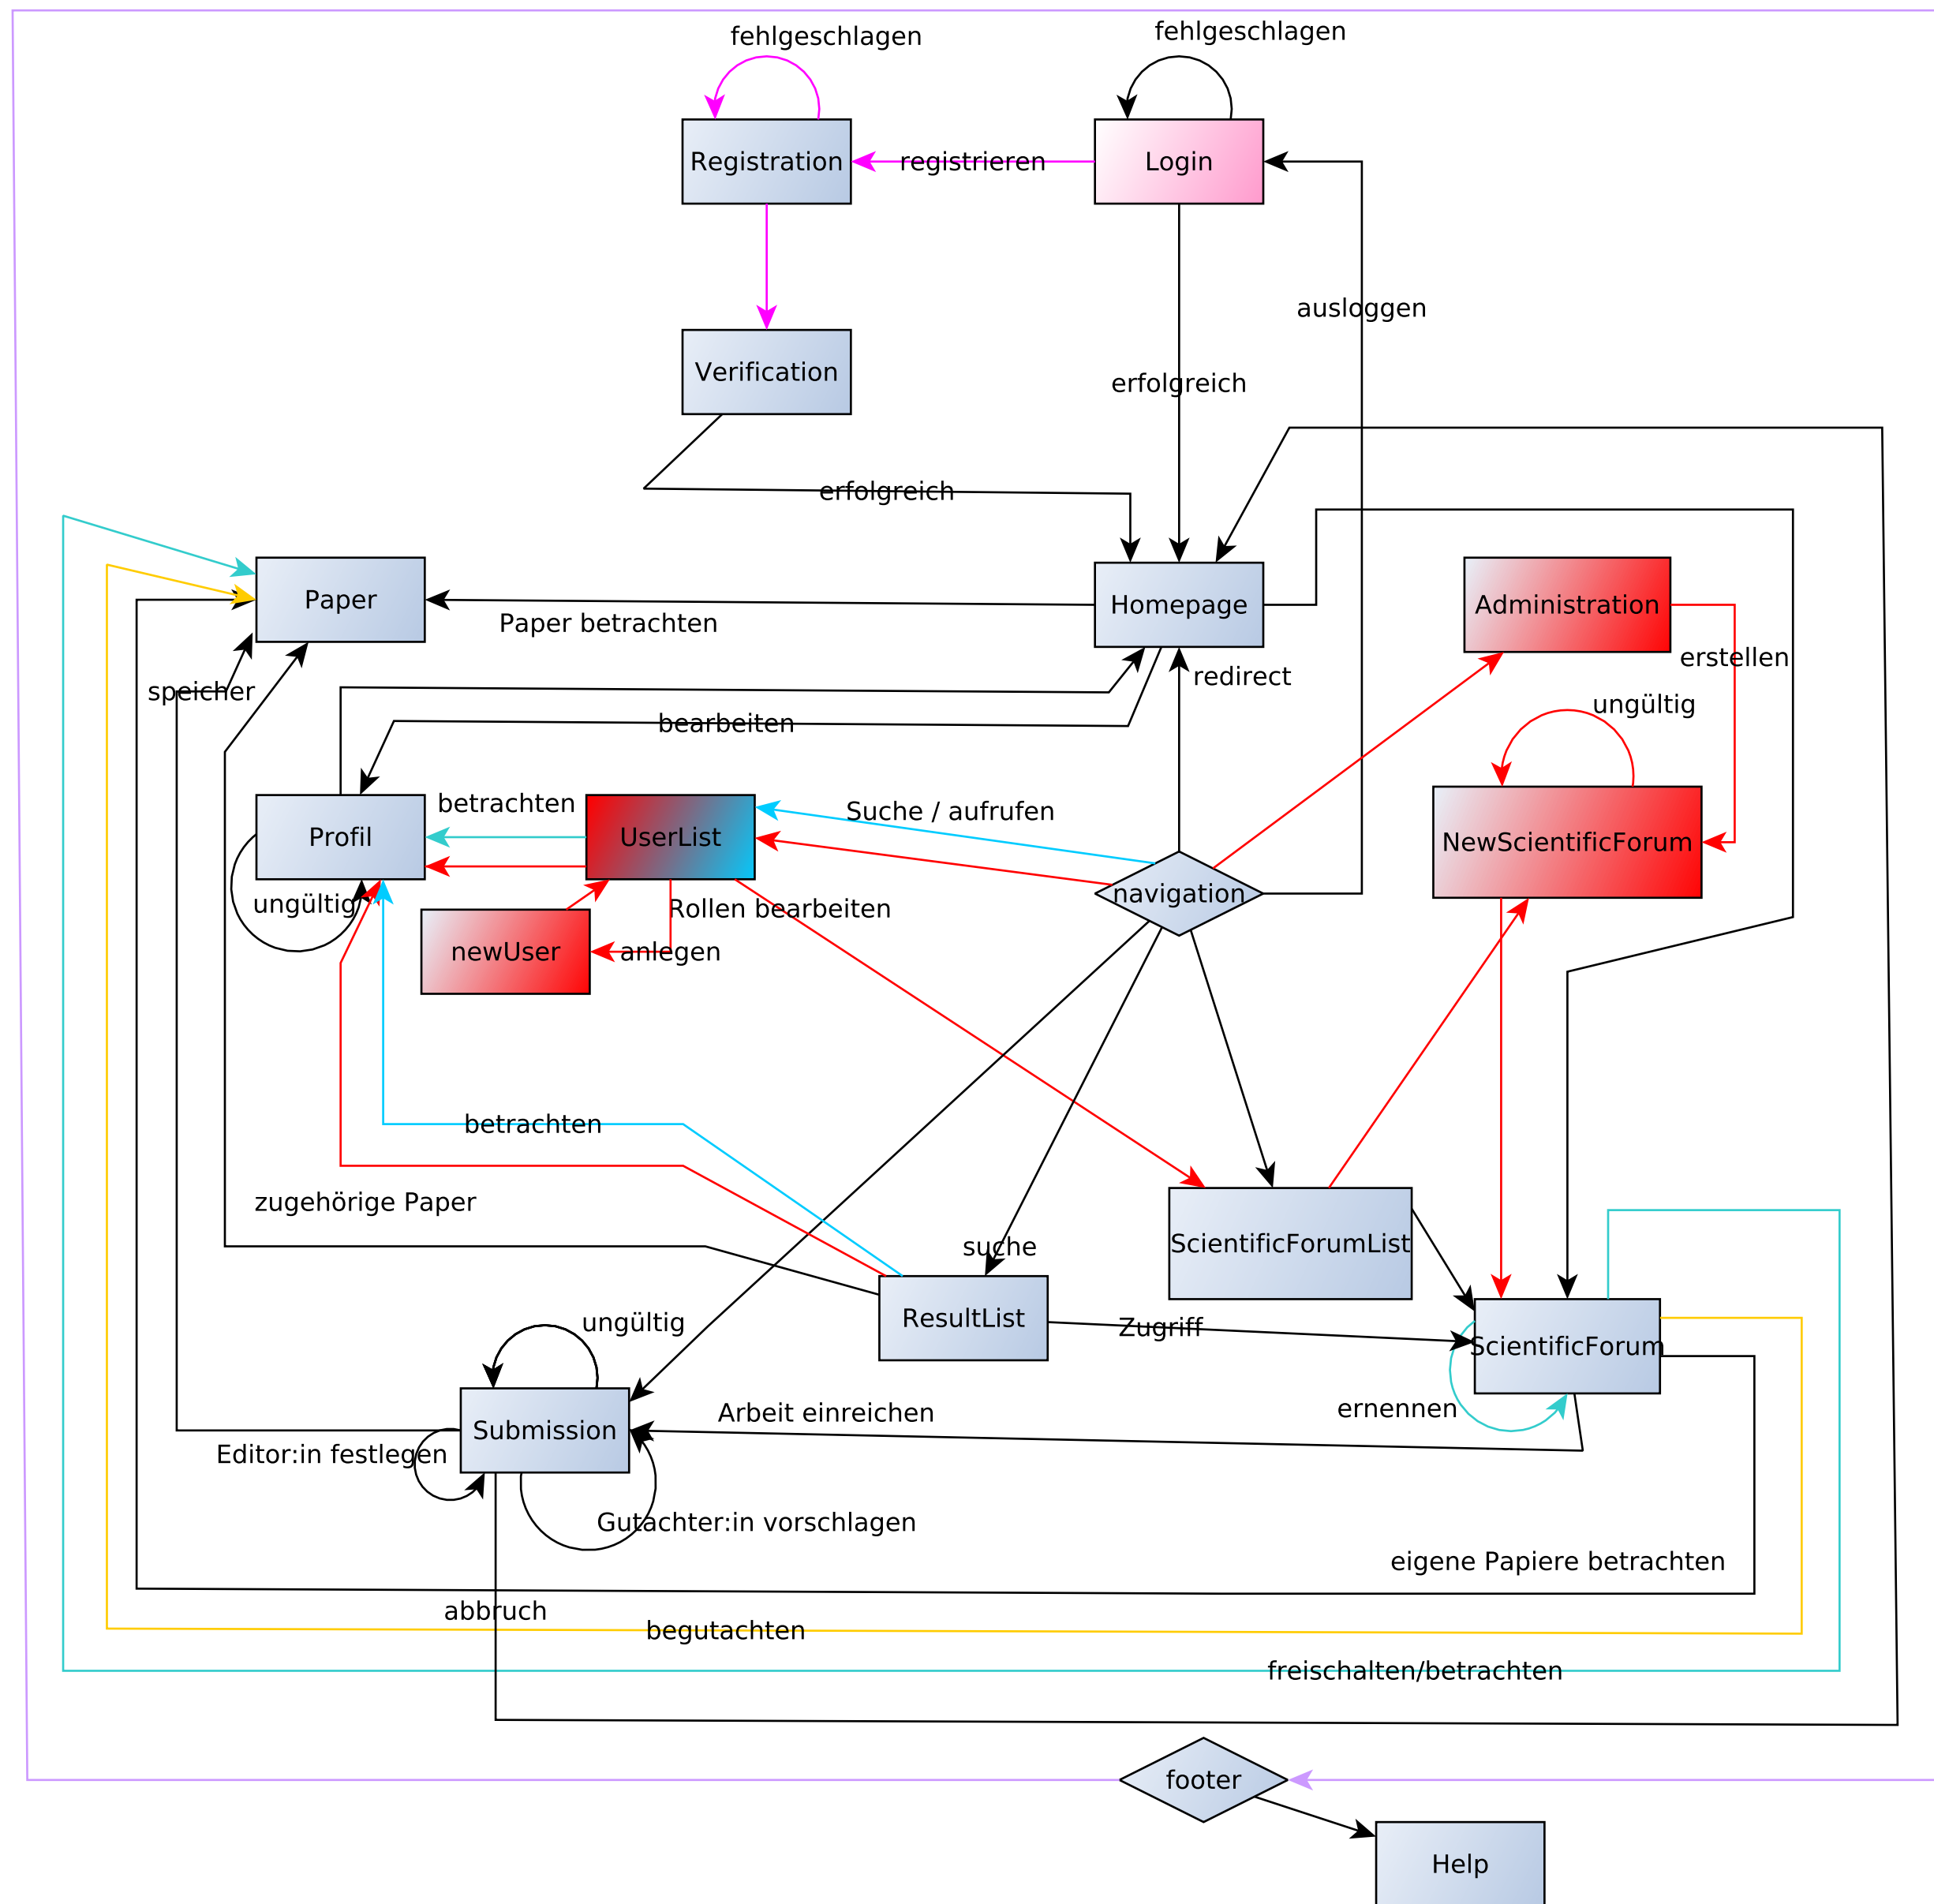 fehlgeschlagen
fehlgeschlagen
Registration
registrieren
Login
ausloggen
Verification
erfolgreich
erfolgreich
Paper
Homepage
Administration
Paper betrachten
erstellen
redirect
speicher
ungültig
bearbeiten
betrachten
Suche / aufrufen
Profil
UserList
NewScientificForum
navigation
ungültig
Rollen bearbeiten
newUser
anlegen
betrachten
zugehörige Paper
suche
ScientificForumList
ungültig
ResultList
Zugriff
ScientificForum
Arbeit einreichen
ernennen
Submission
Editor:in festlegen
Gutachter:in vorschlagen
eigene Papiere betrachten
abbruch
begutachten
freischalten/betrachten
footer
Help